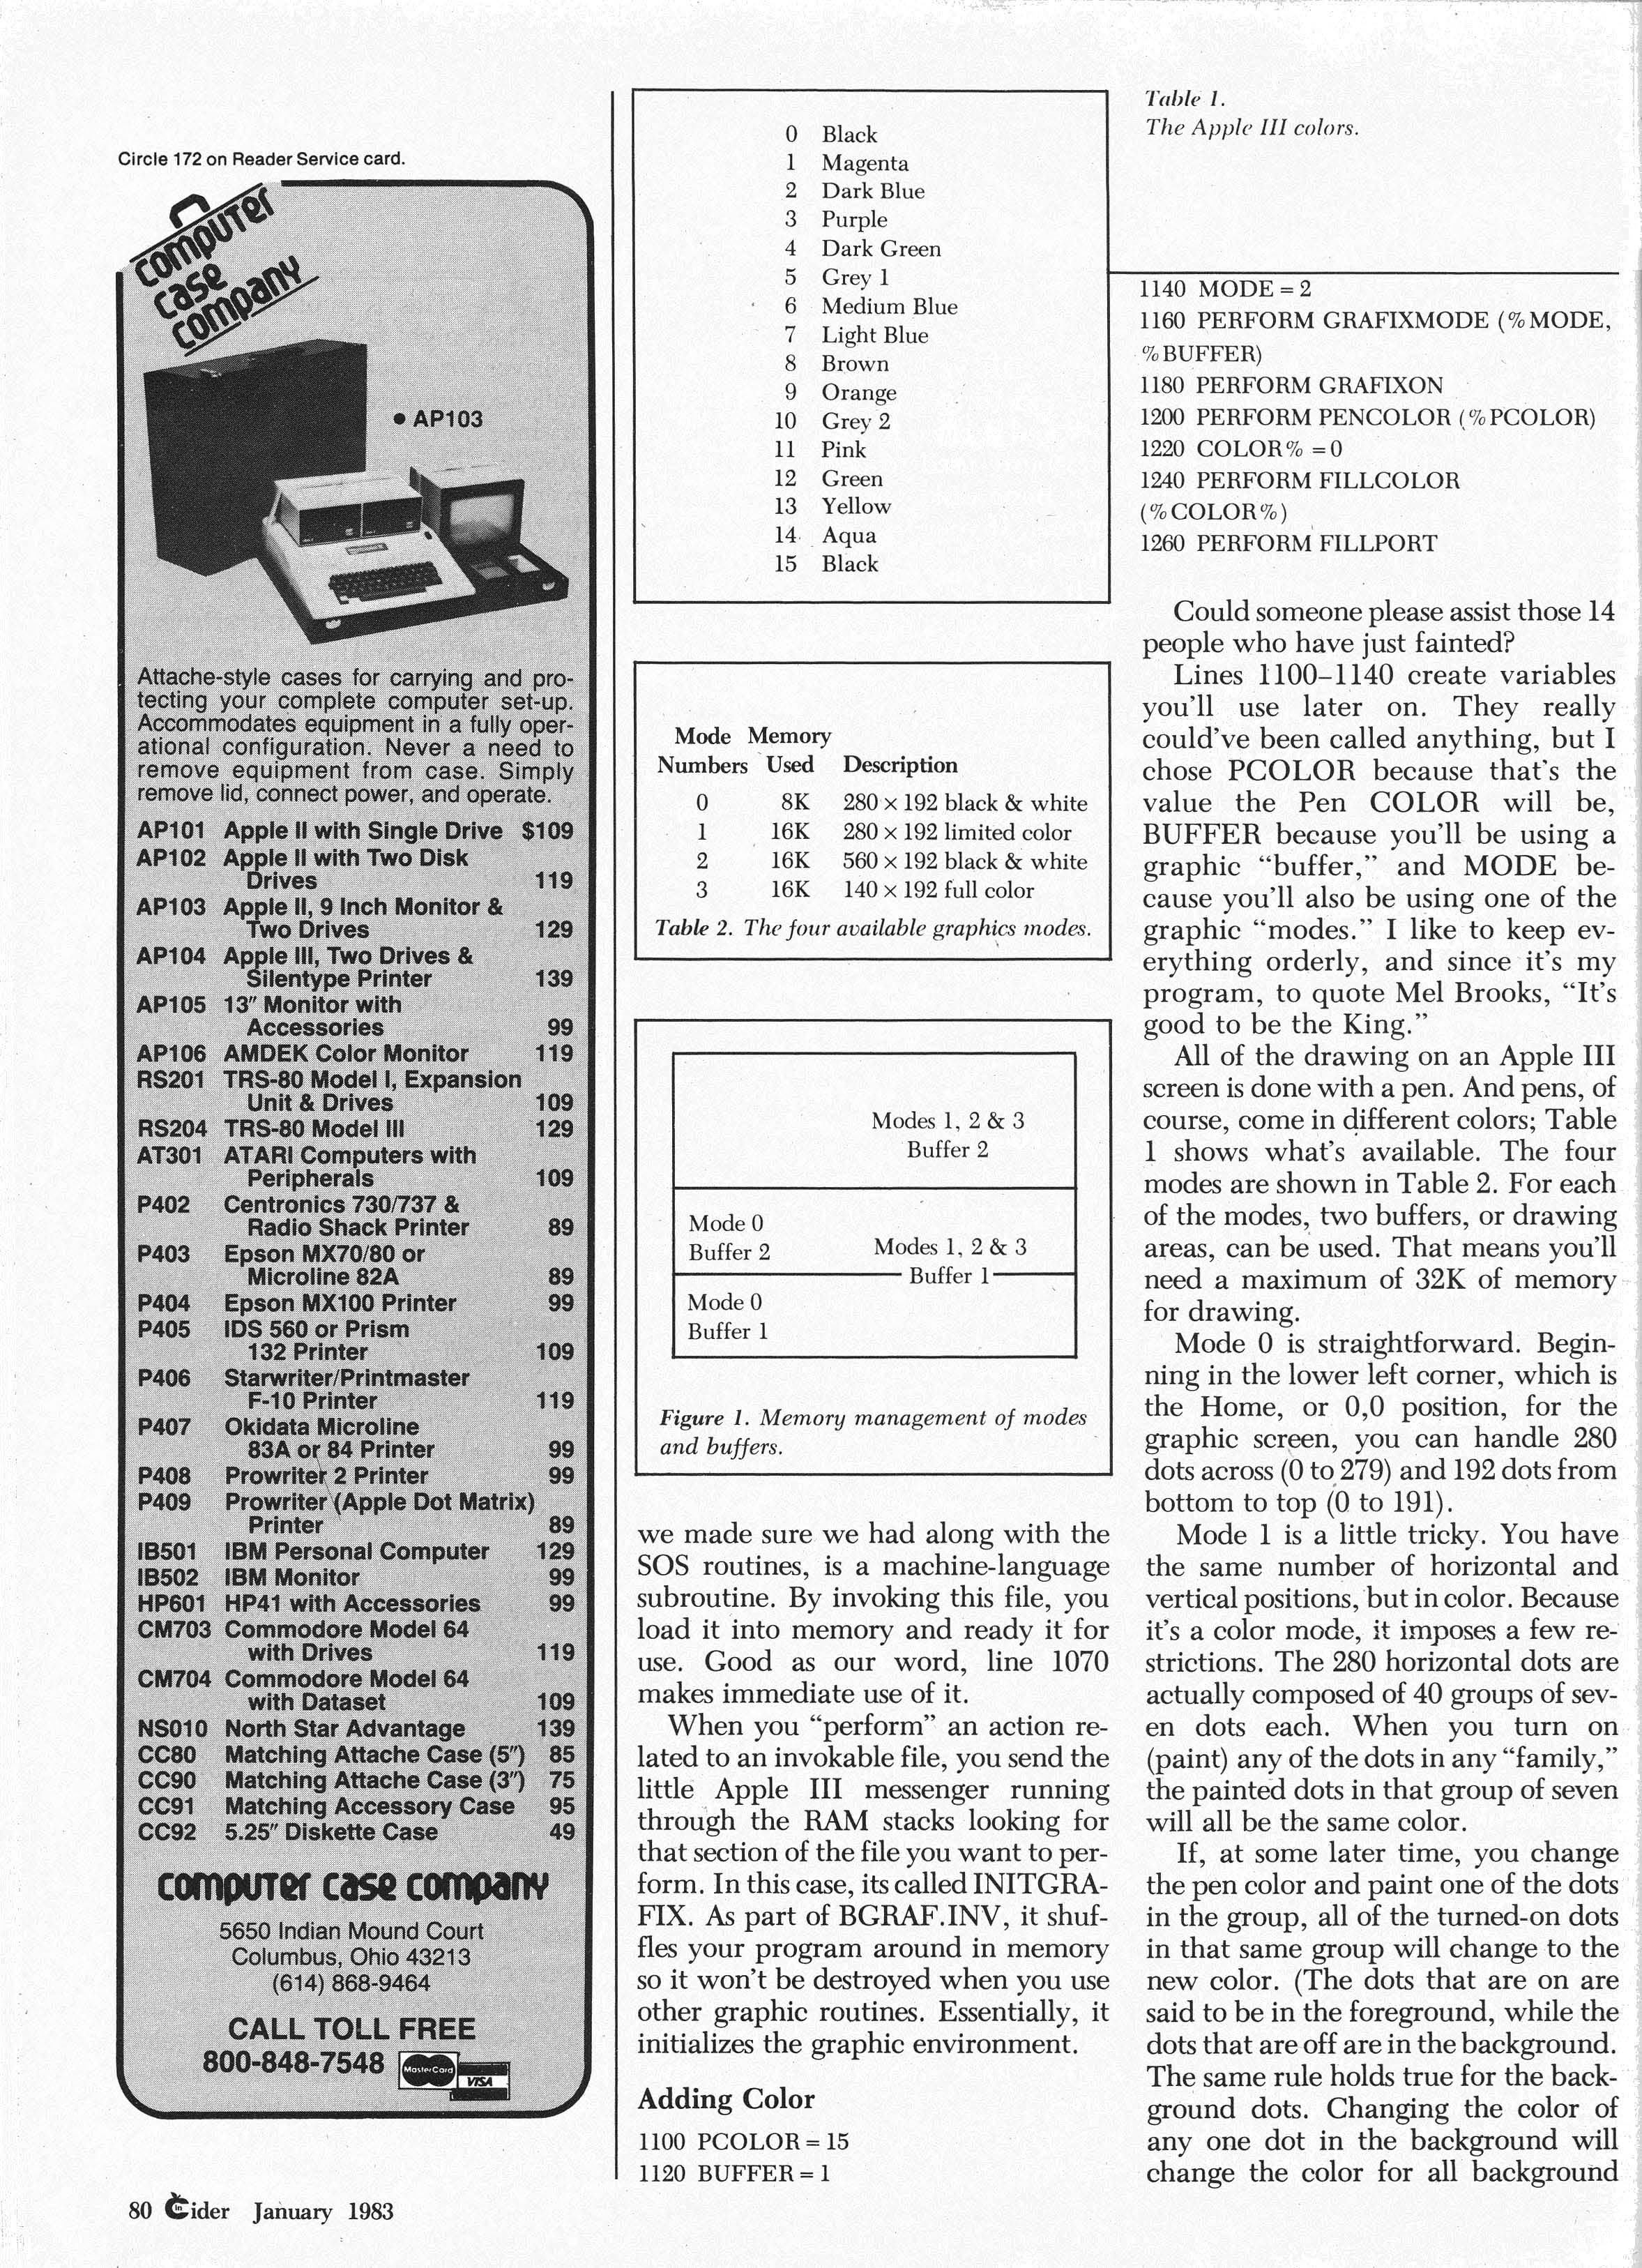 Circle 172 on Reader Service card.
computer
case
company
• AP103
Attache-style cases for carrying and pro-
tecting your complete computer set-up.
Accommodates equipment in a fully oper-
ational configuration. Never a need to
remove equipment from case. Simply
remove lid, connect power, and operate.
AP101 Apple II with Single Drive $109
AP102 Apple II with Two Disk
Drives 119
AP103 Apple II, 9 Inch Monitor &
Two Drives 129
AP104 Apple III, Two Drives &
Silentype Printer 139
AP105 13" Monitor with
Accessories 99
AP106 AMDEK Color Monitor 119
RS201 TRS-80 Model I, Expansion
Unit & Drives 109
RS204 TRS-80 Model III 129
AT301 ATARI Computers with
Peripherals 109
P402 Centronics 730/737 &
Radio Shack Printer 89
P403 Epson MX70/80 or
Microline 82A 89
P404 Epson MX100 Printer 99
P405 IDS 560 or Prism
132 Printer 109
P406 Starwriter/Printmaster
F-10 Printer 119
P407 Okidata Microline
83A or 84 Printer 99
P408 Prowriter 2 Printer 99
P409 Prowriter (Apple Dot Matrix)
Printer 89
IB501 IBM Personal Computer 129
IB502 IBM Monitor 99
HP601 HP41 with Accessories 99
CM703 Commodore Model 64
with Drives 119
CM704 Commodore Model 64
with Dataset 109
NS010 North Star Advantage 139
CC80 Matching Attache Case (5") 85
CC90 Matching Attache Case (3") 75
CC91 Matching Accessory Case 95
CC92 5.25" Diskette Case 49
computer case company
5650 Indian Mound Court
Columbus, Ohio 43213
(614) 868-9464
CALL TOLL FREE
800-848-7548
MasterCard
VISA
0 Black
1 Magenta
2 Dark Blue
3 Purple
4 Dark Green
5 Grey 1
6 Medium Blue
7 Light Blue
8 Brown
9 Orange
10 Grey 2
11 Pink
12 Green
13 Yellow
14 Aqua
15 Black
Table 1.
The Apple III colors.
Mode Memory
Numbers Used Description
0 8K 280 × 192 black & white
1 16K 280 × 192 limited color
2 16K 560 × 192 black & white
3 16K 140 × 192 full color
Table 2. The four available graphics modes.
Modes 1, 2 & 3
Buffer 2
Mode 0
Buffer 2
Modes 1, 2 & 3
Buffer 1
Mode 0
Buffer 1
Figure 1. Memory management of modes
and buffers.
we made sure we had along with the
SOS routines, is a machine-language
subroutine. By invoking this file, you
load it into memory and ready it for
use. Good as our word, line 1070
makes immediate use of it.
When you “perform” an action re-
lated to an invokable file, you send the
little Apple III messenger running
through the RAM stacks looking for
that section of the file you want to per-
form. In this case, its called INITGRA-
FIX. As part of BGRAF.INV, it shuf-
fles your program around in memory
so it won't be destroyed when you use
other graphic routines. Essentially, it
initializes the graphic environment.
Adding Color
1100 PCOLOR = 15
1120 BUFFER = 1
1140 MODE = 2
1160 PERFORM GRAFIXMODE (%MODE,
%BUFFER)
1180 PERFORM GRAFIXON
1200 PERFORM PENCOLOR (%PCOLOR)
1220 COLOR% = 0
1240 PERFORM FILLCOLOR
(%COLOR%)
1260 PERFORM FILLPORT
Could someone please assist those 14
people who have just fainted?
Lines 1100–1140 create variables
you'll use later on. They really
could've been called anything, but I
chose PCOLOR because that's the
value the Pen COLOR will be,
BUFFER because you'll be using a
graphic “buffer,” and MODE be-
cause you'll also be using one of the
graphic “modes.” I like to keep ev-
erything orderly, and since it's my
program, to quote Mel Brooks, “It's
good to be the King.”
All of the drawing on an Apple III
screen is done with a pen. And pens, of
course, come in different colors; Table
1 shows what's available. The four
modes are shown in Table 2. For each
of the modes, two buffers, or drawing
areas, can be used. That means you'll
need a maximum of 32K of memory
for drawing.
Mode 0 is straightforward. Begin-
ning in the lower left corner, which is
the Home, or 0,0 position, for the
graphic screen, you can handle 280
dots across (0 to 279) and 192 dots from
bottom to top (0 to 191).
Mode 1 is a little tricky. You have
the same number of horizontal and
vertical positions, but in color. Because
it's a color mode, it imposes a few re-
strictions. The 280 horizontal dots are
actually composed of 40 groups of sev-
en dots each. When you turn on
(paint) any of the dots in any “family,”
the painted dots in that group of seven
will all be the same color.
If, at some later time, you change
the pen color and paint one of the dots
in the group, all of the turned-on dots
in that same group will change to the
new color. (The dots that are on are
said to be in the foreground, while the
dots that are off are in the background.
The same rule holds true for the back-
ground dots. Changing the color of
any one dot in the background will
change the color for all background
80 inCider January 1983